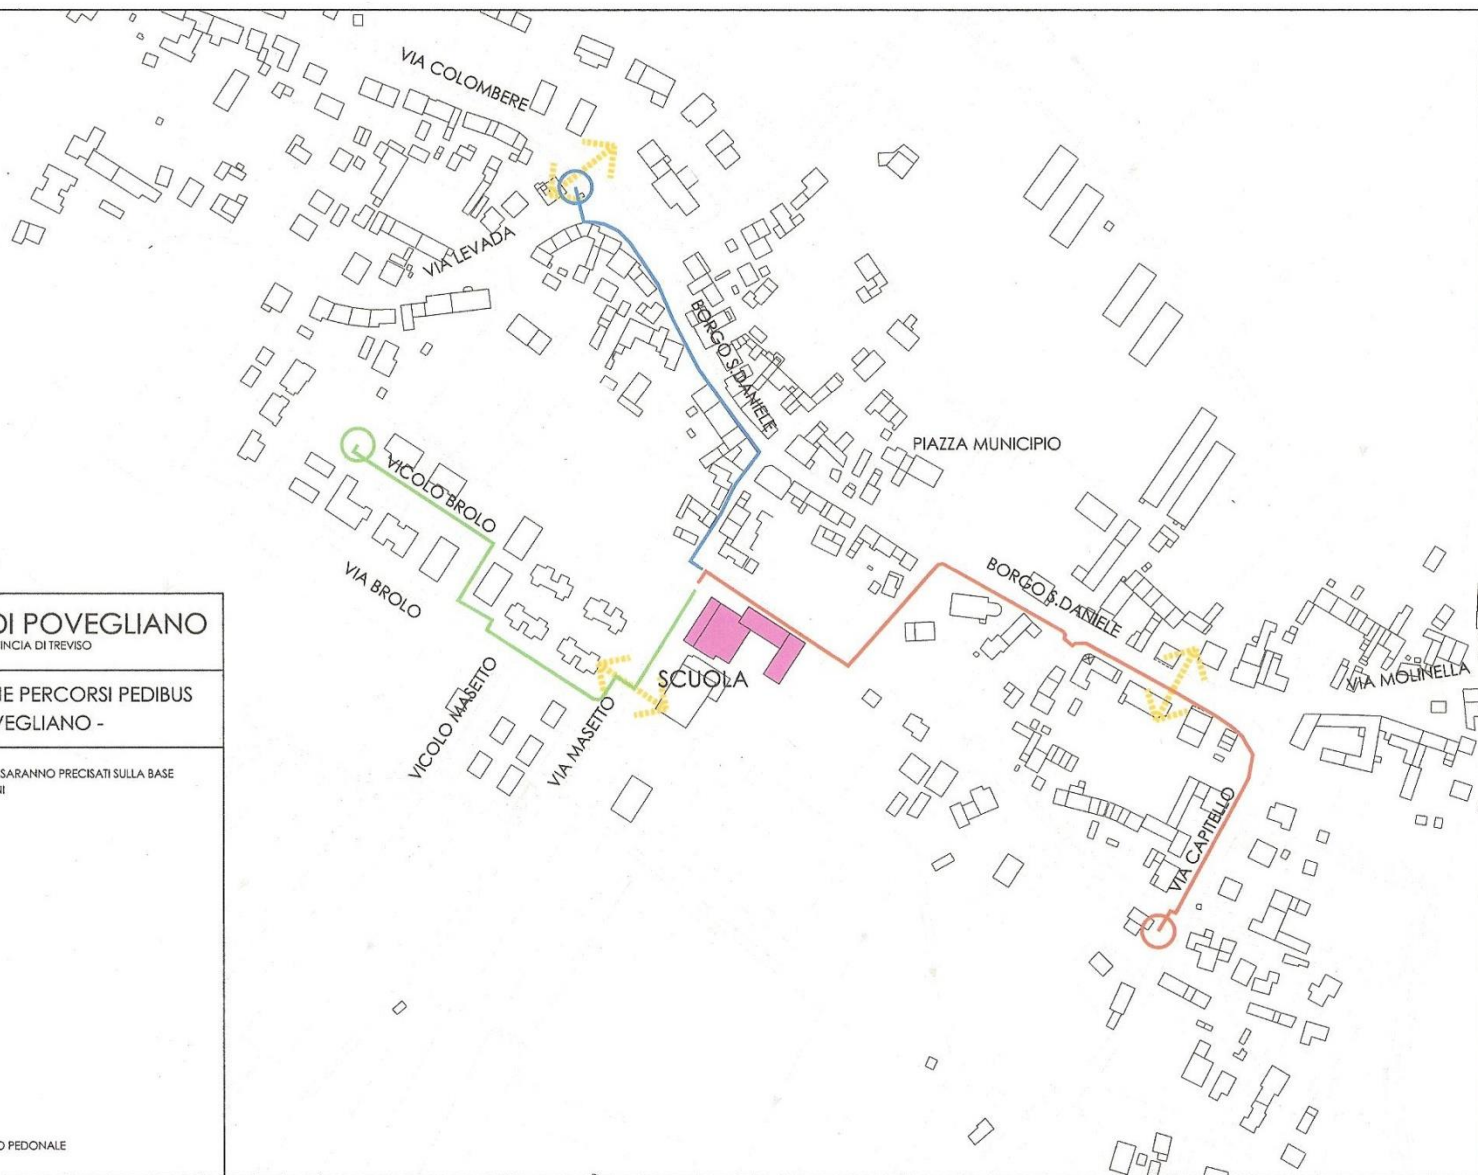 VIA COLOMBERE
VIA LEVADA
BORGO S.DANIELE
PIAZZA MUNICIPIO
VICOLO BROLO
VIA BROLO
BORGO S.DANIELE
DI POVEGLIANO
INCIA DI TREVISO
SCUOLA
VIA MOLINELLA
VICOLO MASETTO
VIA MASETTO
IE PERCORSI PEDIBUS
VEGLIANO -
SARANNO PRECISATI SULLA BASE
NI
VIA CAPITELLO
O PEDONALE